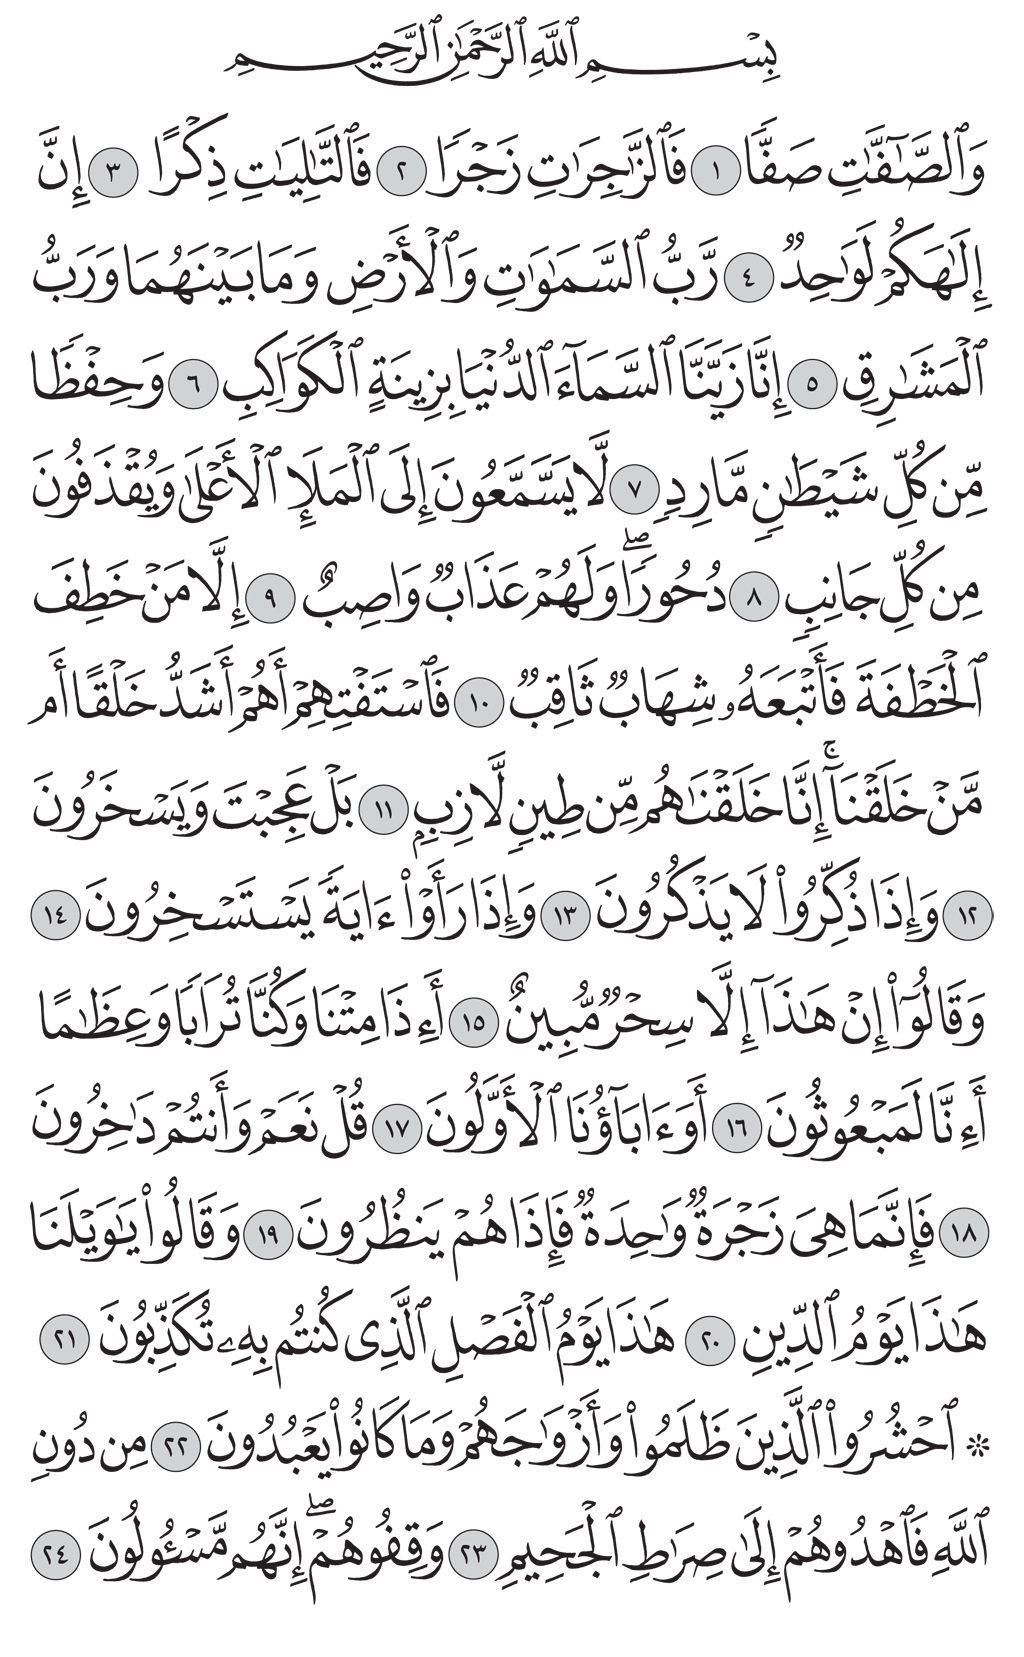 بِسْمِ ٱللَّهِ ٱلرَّحْمَٰنِ ٱلرَّحِيمِ
وَٱلصَّٰٓفَّٰتِ صَفّٗا ١ فَٱلزَّٰجِرَٰتِ زَجۡرٗا ٢ فَٱلتَّٰلِيَٰتِ ذِكۡرًا ٣ إِنَّ
إِلَٰهَكُمۡ لَوَٰحِدٞ ٤ رَّبُّ ٱلسَّمَٰوَٰتِ وَٱلۡأَرۡضِ وَمَا بَيۡنَهُمَا وَرَبُّ
ٱلۡمَشَٰرِقِ ٥ إِنَّا زَيَّنَّا ٱلسَّمَآءَ ٱلدُّنۡيَا بِزِينَةٍ ٱلۡكَوَاكِبِ ٦ وَحِفۡظٗا
مِّن كُلِّ شَيۡطَٰنٖ مَّارِدٖ ٧ لَّا يَسَّمَّعُونَ إِلَى ٱلۡمَلَإِ ٱلۡأَعۡلَىٰ وَيُقۡذَفُونَ
مِن كُلِّ جَانِبٖ ٨ دُحُورٗاۖ وَلَهُمۡ عَذَابٞ وَاصِبٌ ٩ إِلَّا مَنۡ خَطِفَ
ٱلۡخَطۡفَةَ فَأَتۡبَعَهُۥ شِهَابٞ ثَاقِبٞ ١٠ فَٱسۡتَفۡتِهِمۡ أَهُمۡ أَشَدُّ خَلۡقًا أَم
مَّنۡ خَلَقۡنَآۚ إِنَّا خَلَقۡنَٰهُم مِّن طِينٖ لَّازِبِۭ ١١ بَلۡ عَجِبۡتَ وَيَسۡخَرُونَ
١٢ وَإِذَا ذُكِّرُواْ لَا يَذۡكُرُونَ ١٣ وَإِذَا رَأَوۡاْ ءَايَةٗ يَسۡتَسۡخِرُونَ ١٤
وَقَالُوٓاْ إِنۡ هَٰذَآ إِلَّا سِحۡرٞ مُّبِينٌ ١٥ أَءِذَا مِتۡنَا وَكُنَّا تُرَابٗا وَعِظَٰمًا
أَءِنَّا لَمَبۡعُوثُونَ ١٦ أَوَءَابَآؤُنَا ٱلۡأَوَّلُونَ ١٧ قُلۡ نَعَمۡ وَأَنتُمۡ دَٰخِرُونَ
١٨ فَإِنَّمَا هِيَ زَجۡرَةٞ وَٰحِدَةٞ فَإِذَا هُمۡ يَنظُرُونَ ١٩ وَقَالُواْ يَٰوَيۡلَنَا
هَٰذَا يَوۡمُ ٱلدِّينِ ٢٠ هَٰذَا يَوۡمُ ٱلۡفَصۡلِ ٱلَّذِي كُنتُم بِهِۦ تُكَذِّبُونَ ٢١
۞ ٱحۡشُرُواْ ٱلَّذِينَ ظَلَمُواْ وَأَزۡوَٰجَهُمۡ وَمَا كَانُواْ يَعۡبُدُونَ ٢٢ مِن دُونِ
ٱللَّهِ فَٱهۡدُوهُمۡ إِلَىٰ صِرَٰطِ ٱلۡجَحِيمِ ٢٣ وَقِفُوهُمۡۖ إِنَّهُم مَّسۡـُٔولُونَ ٢٤